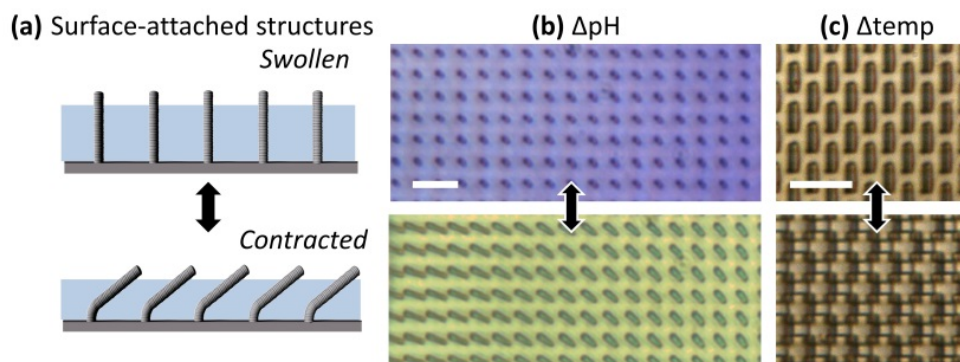 (a) Surface-attached structures
Swollen
Contracted
(b) ΔpH
(c) Δtemp